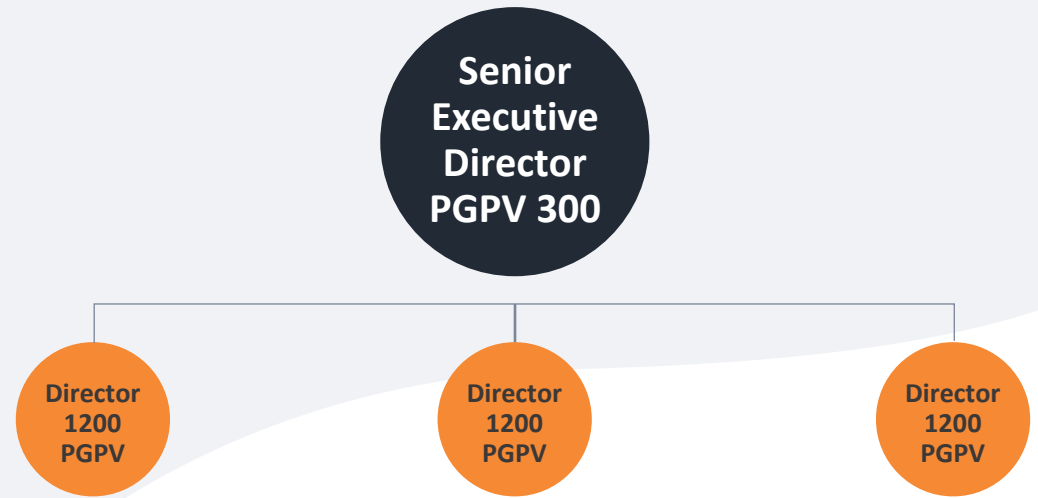 Senior
Executive
Director
PGPV 300
Director
1200
PGPV
Director
1200
PGPV
Director
1200
PGPV